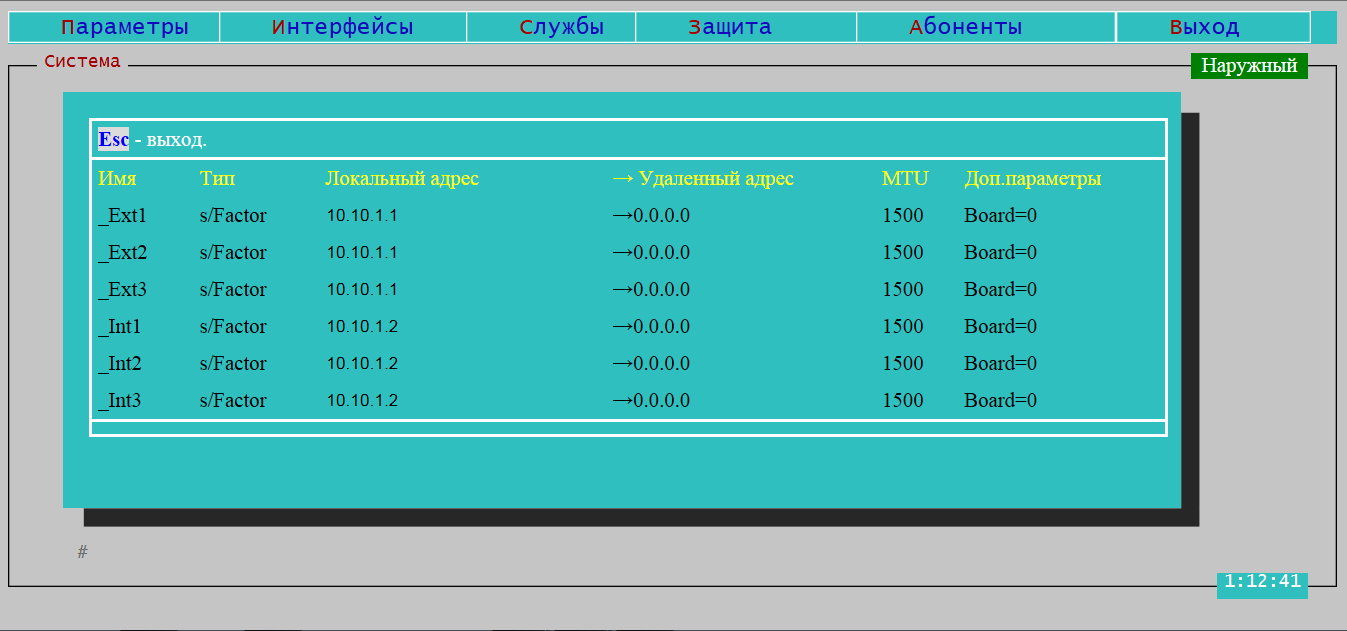 Параметры Интерфейсы Службы Защита Абоненты Выход
Система Наружный
Esc - выход.
Имя Тип Локальный адрес → Удаленный адрес MTU Доп.параметры
_Ext1 s/Factor 10.10.1.1 →0.0.0.0 1500 Board=0
_Ext2 s/Factor 10.10.1.1 →0.0.0.0 1500 Board=0
_Ext3 s/Factor 10.10.1.1 →0.0.0.0 1500 Board=0
_Int1 s/Factor 10.10.1.2 →0.0.0.0 1500 Board=0
_Int2 s/Factor 10.10.1.2 →0.0.0.0 1500 Board=0
_Int3 s/Factor 10.10.1.2 →0.0.0.0 1500 Board=0
#
1:12:41